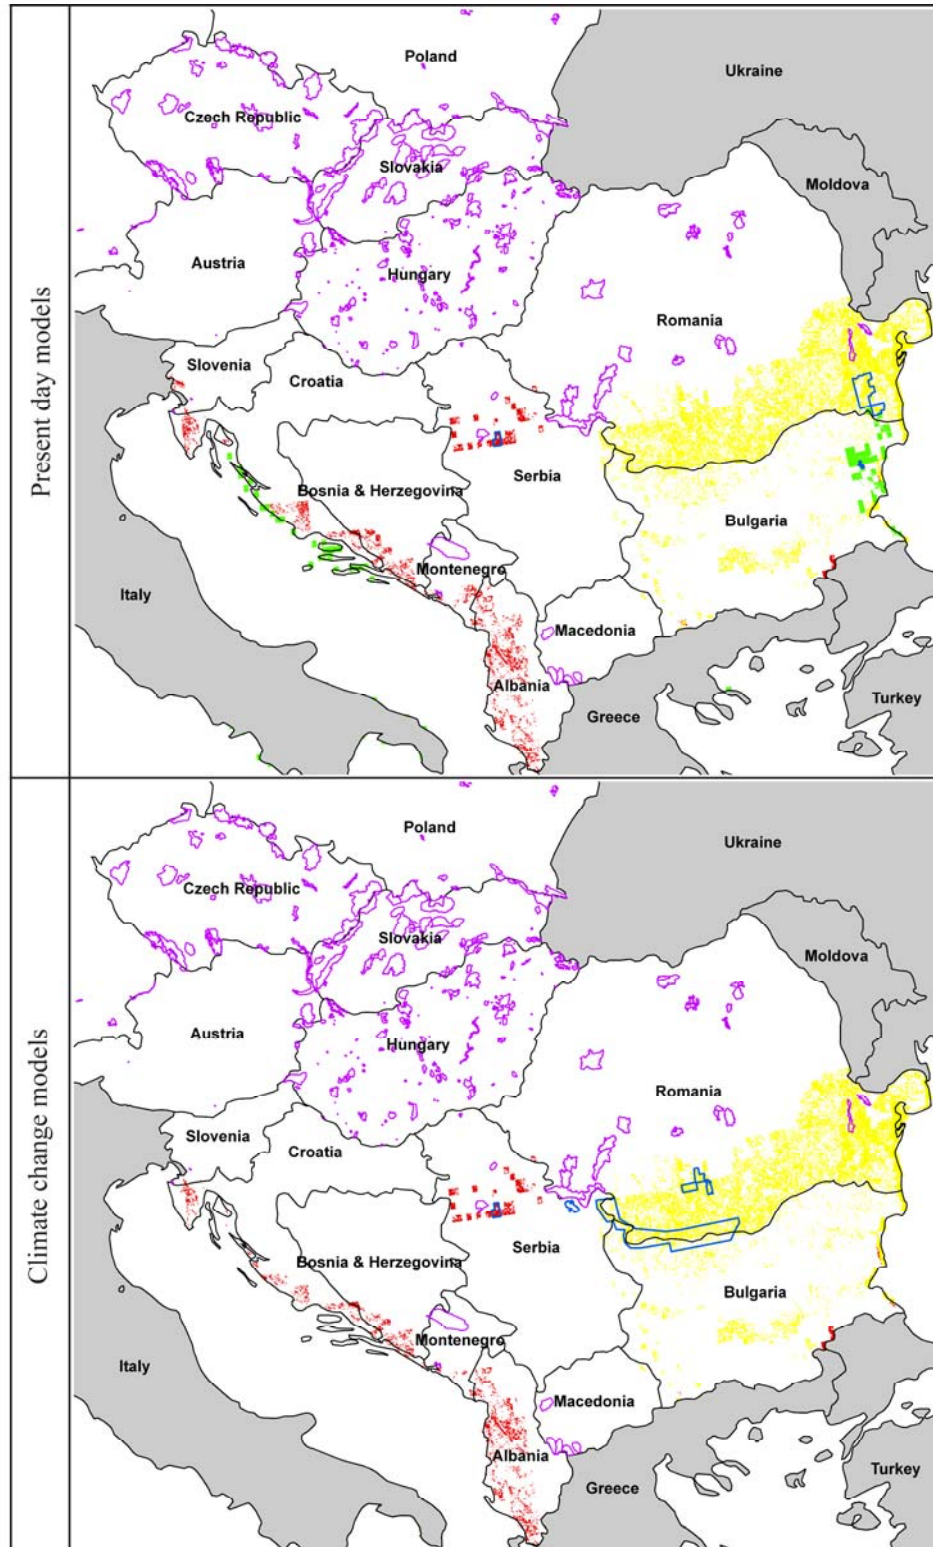 Present day models
Poland
Ukraine
Czech Republic
Slovakia
Moldova
Austria
Hungary
Romania
Slovenia
Croatia
Serbia
Bosnia & Herzegovina
Bulgaria
Montenegro
Italy
Macedonia
Albania
Turkey
Greece
Climate change models
Poland
Ukraine
Czech Republic
Slovakia
Moldova
Austria
Hungary
Romania
Slovenia
Croatia
Serbia
Bosnia & Herzegovina
Bulgaria
Montenegro
Italy
Macedonia
Albania
Turkey
Greece